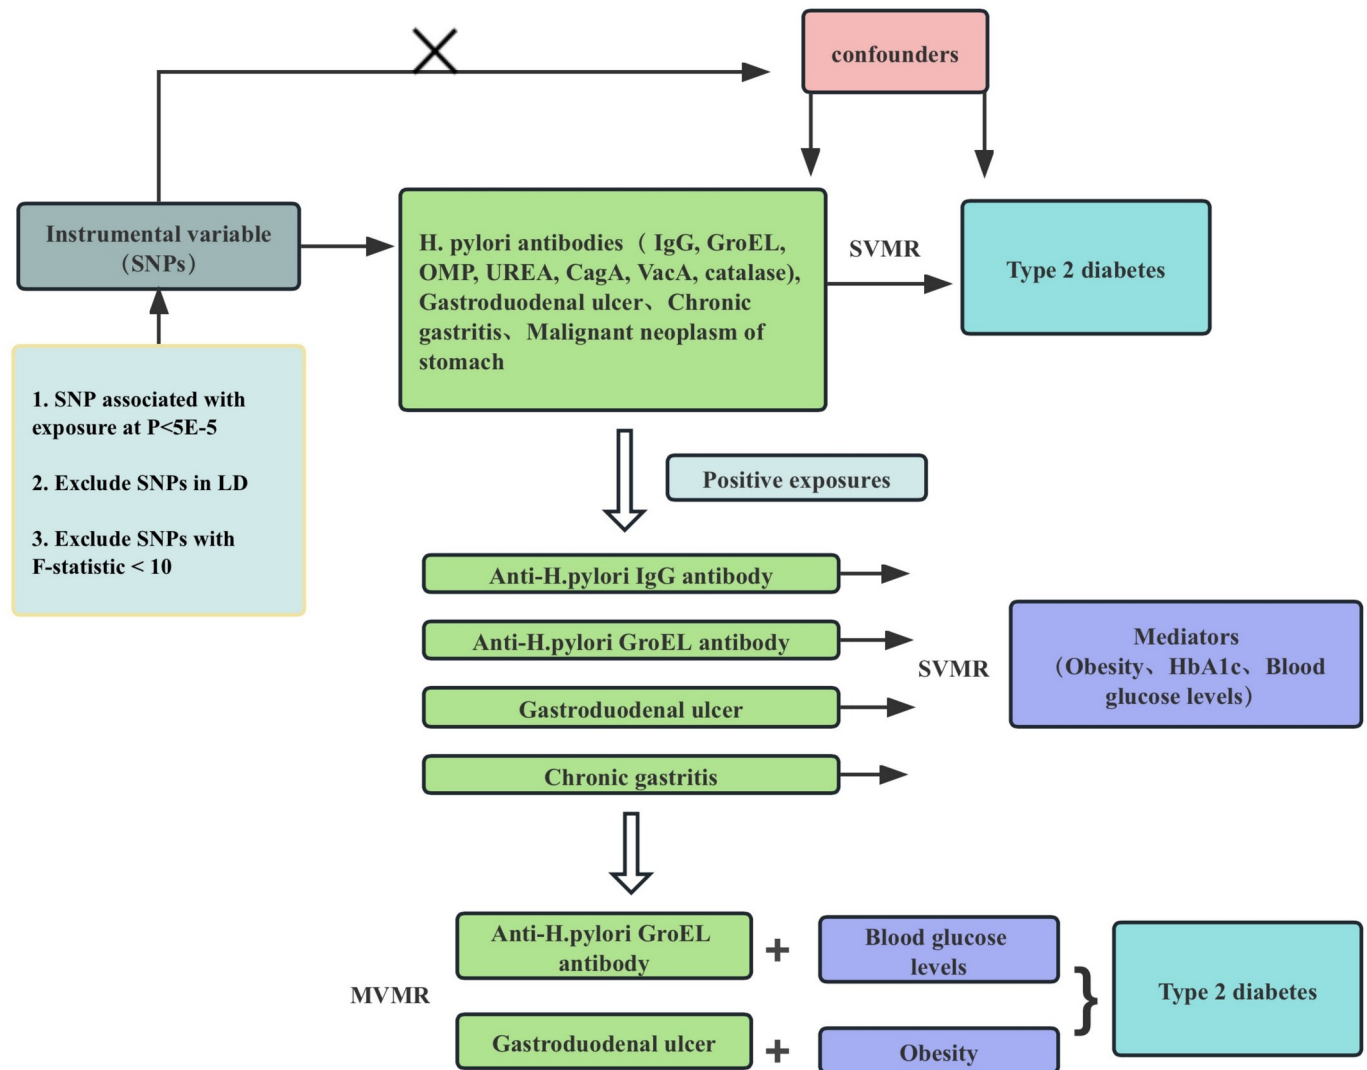 confounders
Instrumental variable
（SNPs）
H. pylori antibodies （ IgG, GroEL,
OMP, UREA, CagA, VacA, catalase),
Gastroduodenal ulcer、Chronic
gastritis、Malignant neoplasm of
stomach
SVMR
Type 2 diabetes
1. SNP associated with
exposure at P<5E-5
2. Exclude SNPs in LD
3. Exclude SNPs with
F-statistic < 10
Positive exposures
Anti-H.pylori IgG antibody
Anti-H.pylori GroEL antibody
Gastroduodenal ulcer
Chronic gastritis
SVMR
Mediators
（Obesity、HbA1c、Blood
glucose levels）
MVMR
Anti-H.pylori GroEL
antibody
+
Blood glucose
levels
Gastroduodenal ulcer
+
Obesity
}
Type 2 diabetes